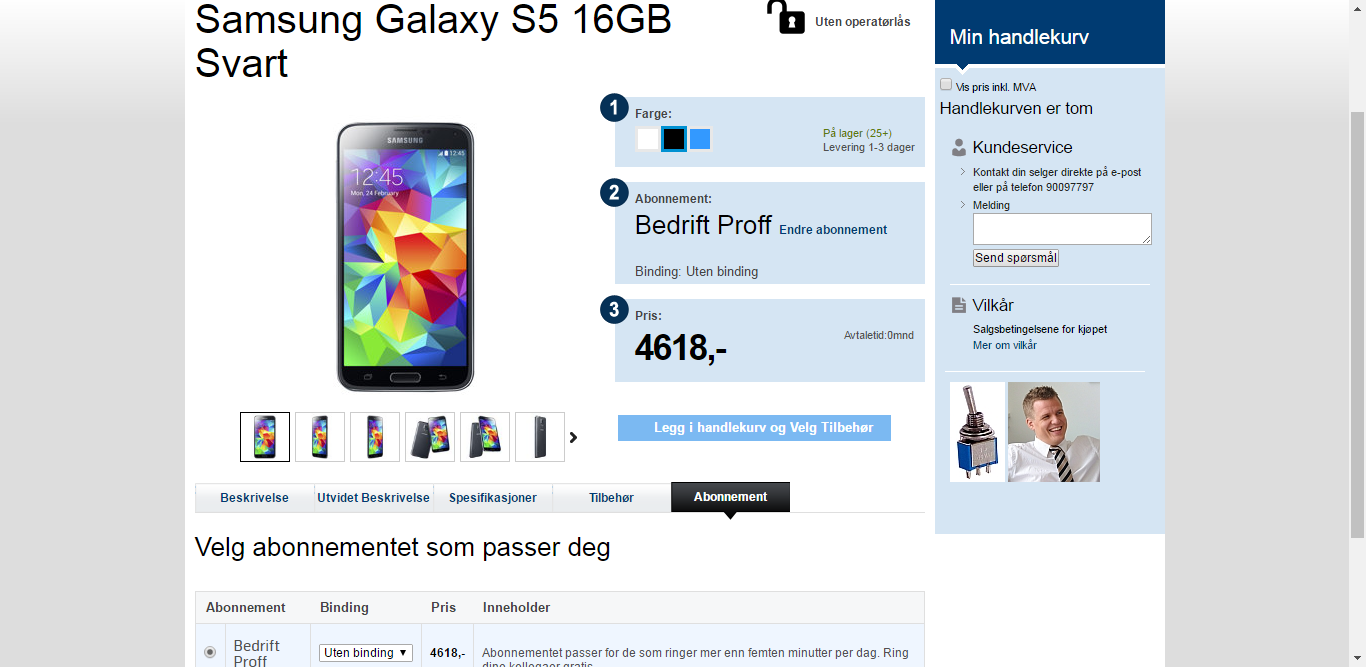 Samsung Galaxy S5 16GB
Svart
Uten operatørlås
SAMSUNG
12:45
12:45
Mon, 24 February
1
Farge:
På lager (25+)
Levering 1-3 dager
2
Abonnement:
Bedrift Proff Endre abonnement
Binding: Uten binding
3
Pris:
4618,-
Avtaletid:0mnd
Legg i handlekurv og Velg Tilbehør
Beskrivelse
Utvidet Beskrivelse
Spesifikasjoner
Tilbehør
Abonnement
Velg abonnementet som passer deg
Abonnement Binding Pris Inneholder
Bedrift
Proff
Uten binding
4618,-
Abonnementet passer for de som ringer mer enn femten minutter per dag. Ring
dine kollegaer gratis
Min handlekurv
Vis pris inkl. MVA
Handlekurven er tom
Kundeservice
Kontakt din selger direkte på e-post
eller på telefon 90097797
Melding
Send spørsmål
Vilkår
Salgsbetingelsene for kjøpet
Mer om vilkår